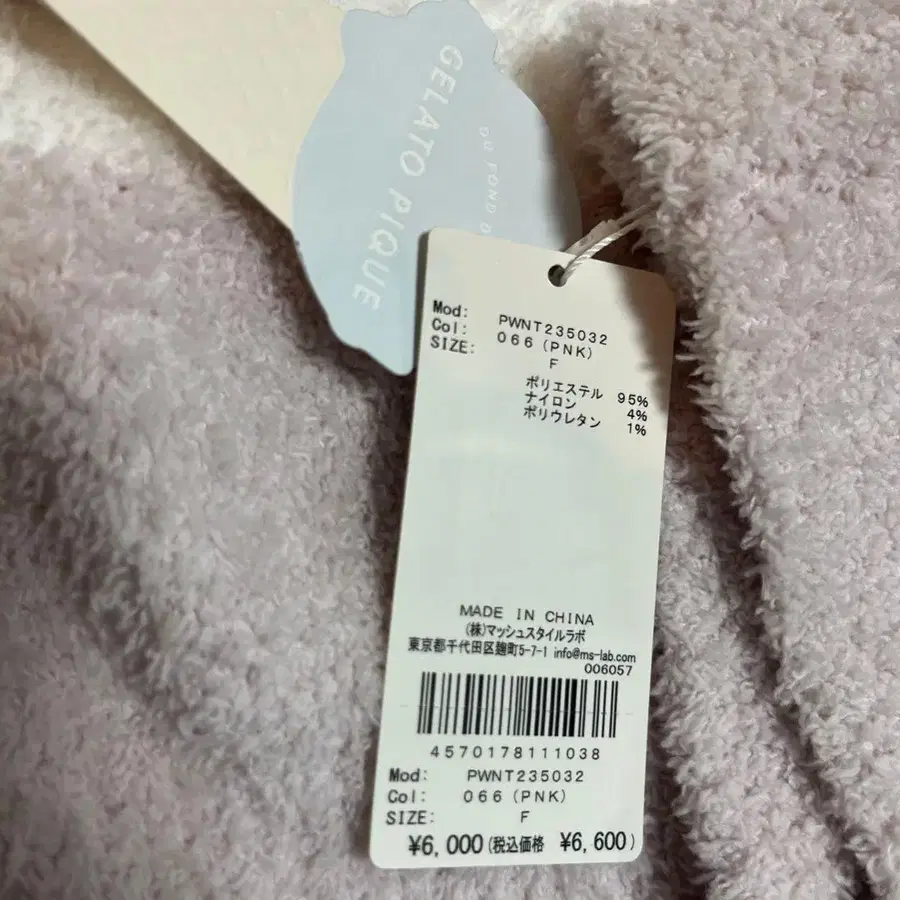 GELATO PIQUE
DU FOND
Mod: PWNT235032
Col: 066 (PNK)
SIZE: F
ポリエステル 95%
ナイロン 4%
ポリウレタン 1%
MADE IN CHINA
(株)マッシュスタイルラボ
東京都千代田区麹町5-7-1 info@ms-lab.com
006057
4570178111038
Mod: PWNT235032
Col: 066 (PNK)
SIZE: F
¥6,000(税込価格 ¥6,600)